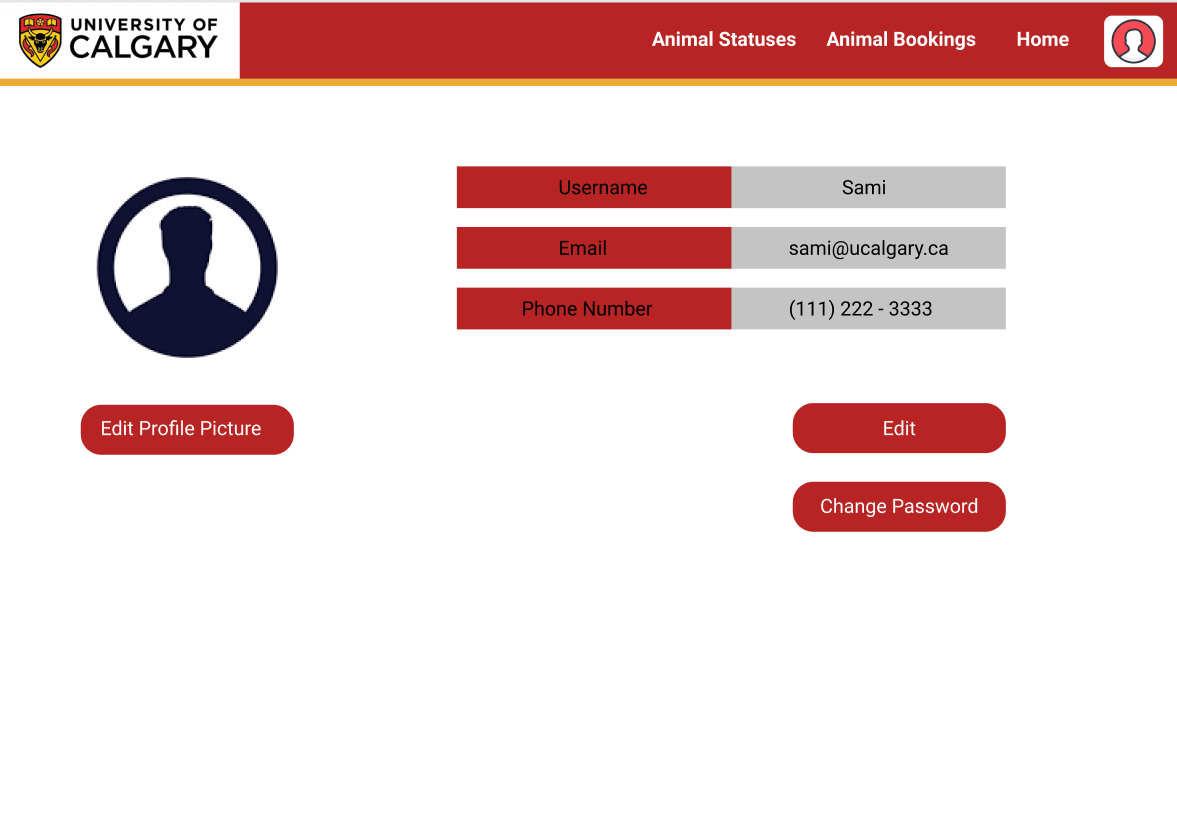 UNIVERSITY OF
CALGARY
Animal Statuses Animal Bookings Home
Username Sami
Email sami@ucalgary.ca
Phone Number (111) 222 - 3333
Edit Profile Picture
Edit
Change Password